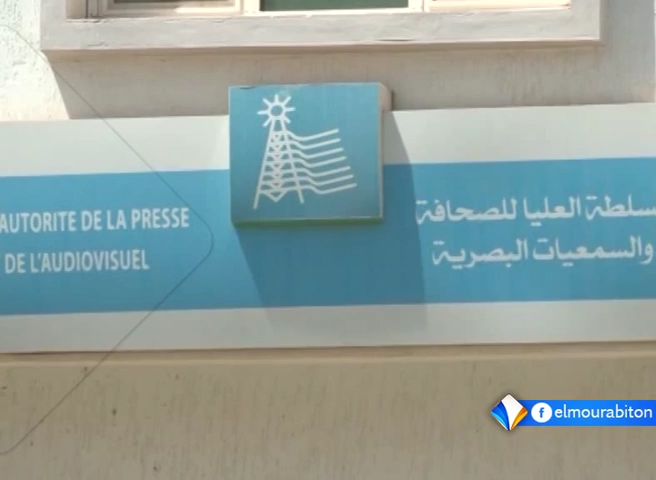 AUTORITE DE LA PRESSE
DE L'AUDIOVISUEL
سلطة العليا للصحافة
والسمعيات البصرية
elmourabiton